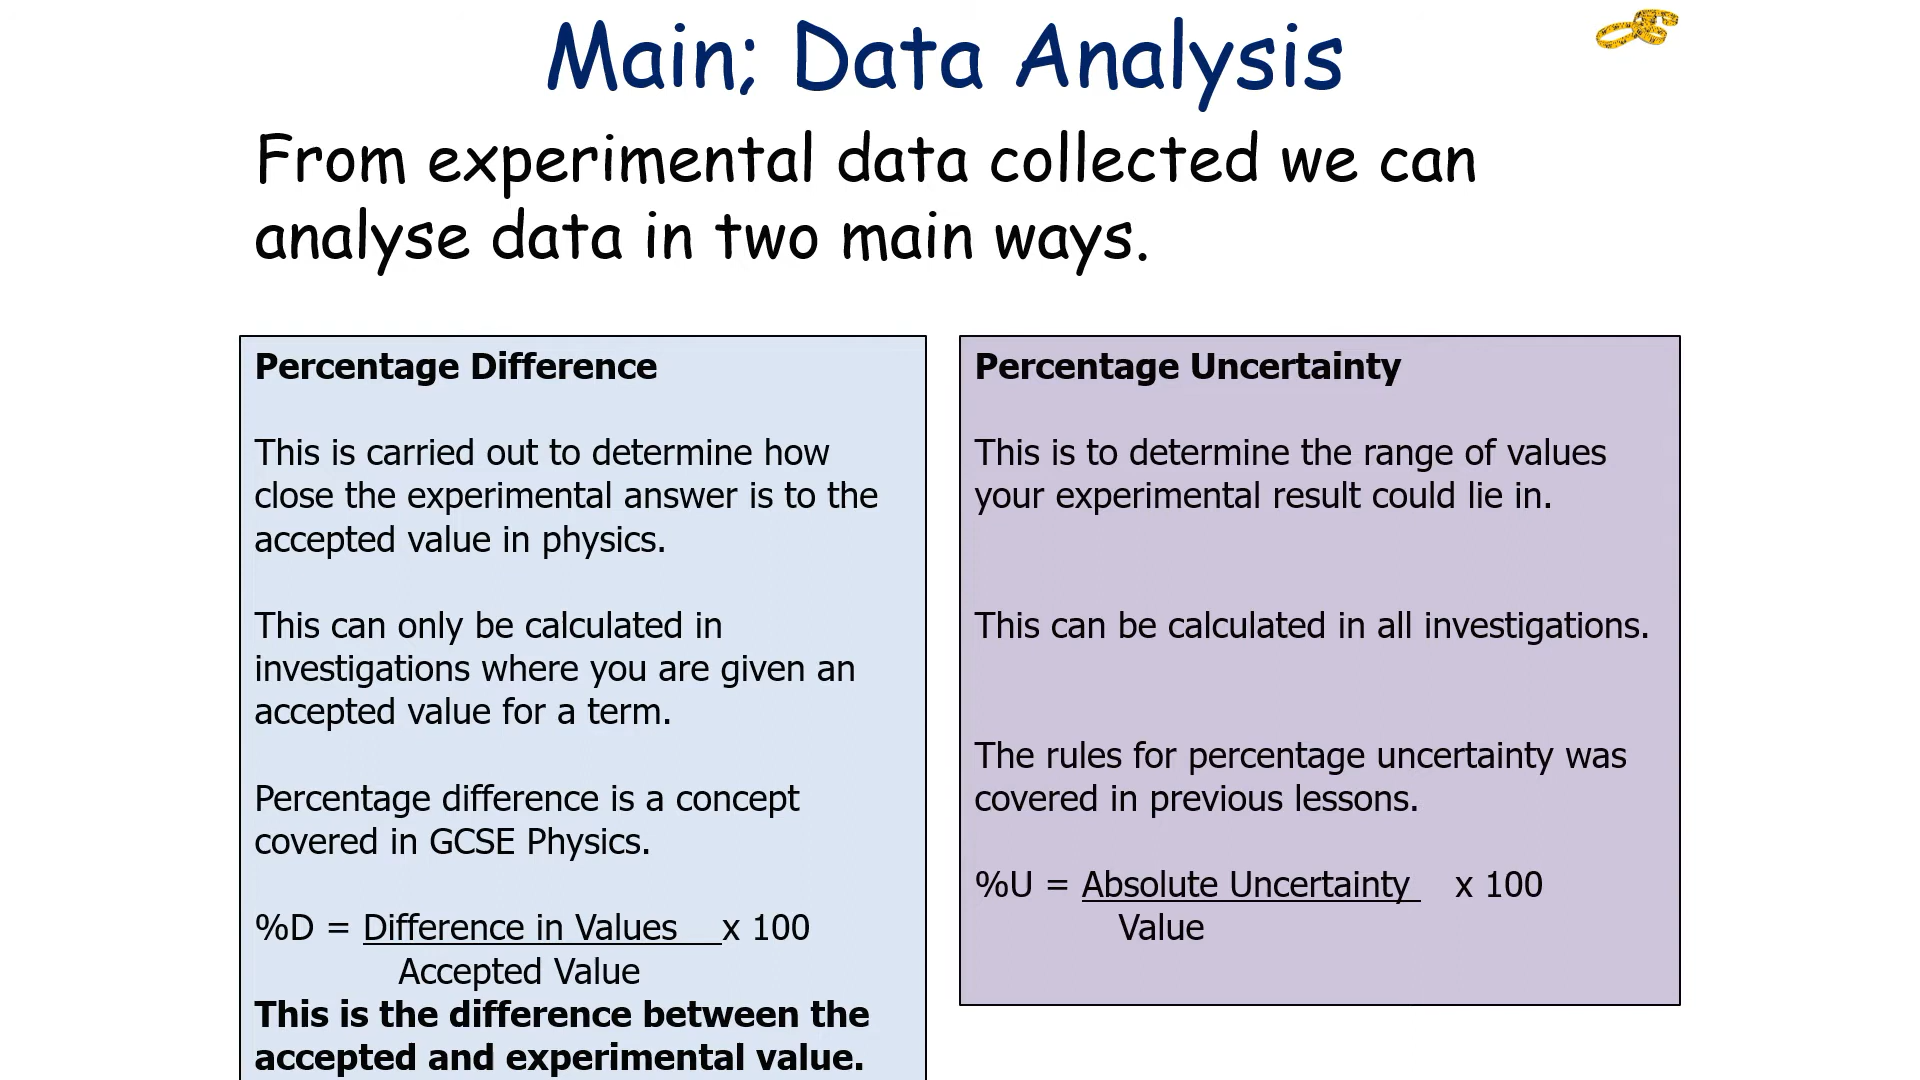 Main; Data Analysis
From experimental data collected we can
analyse data in two main ways.
Percentage Difference
This is carried out to determine how
close the experimental answer is to the
accepted value in physics.
This can only be calculated in
investigations where you are given an
accepted value for a term.
Percentage difference is a concept
covered in GCSE Physics.
%D = Difference in Values x 100
Accepted Value
This is the difference between the
accepted and experimental value.
Percentage Uncertainty
This is to determine the range of values
your experimental result could lie in.
This can be calculated in all investigations.
The rules for percentage uncertainty was
covered in previous lessons.
%U = Absolute Uncertainty x 100
Value